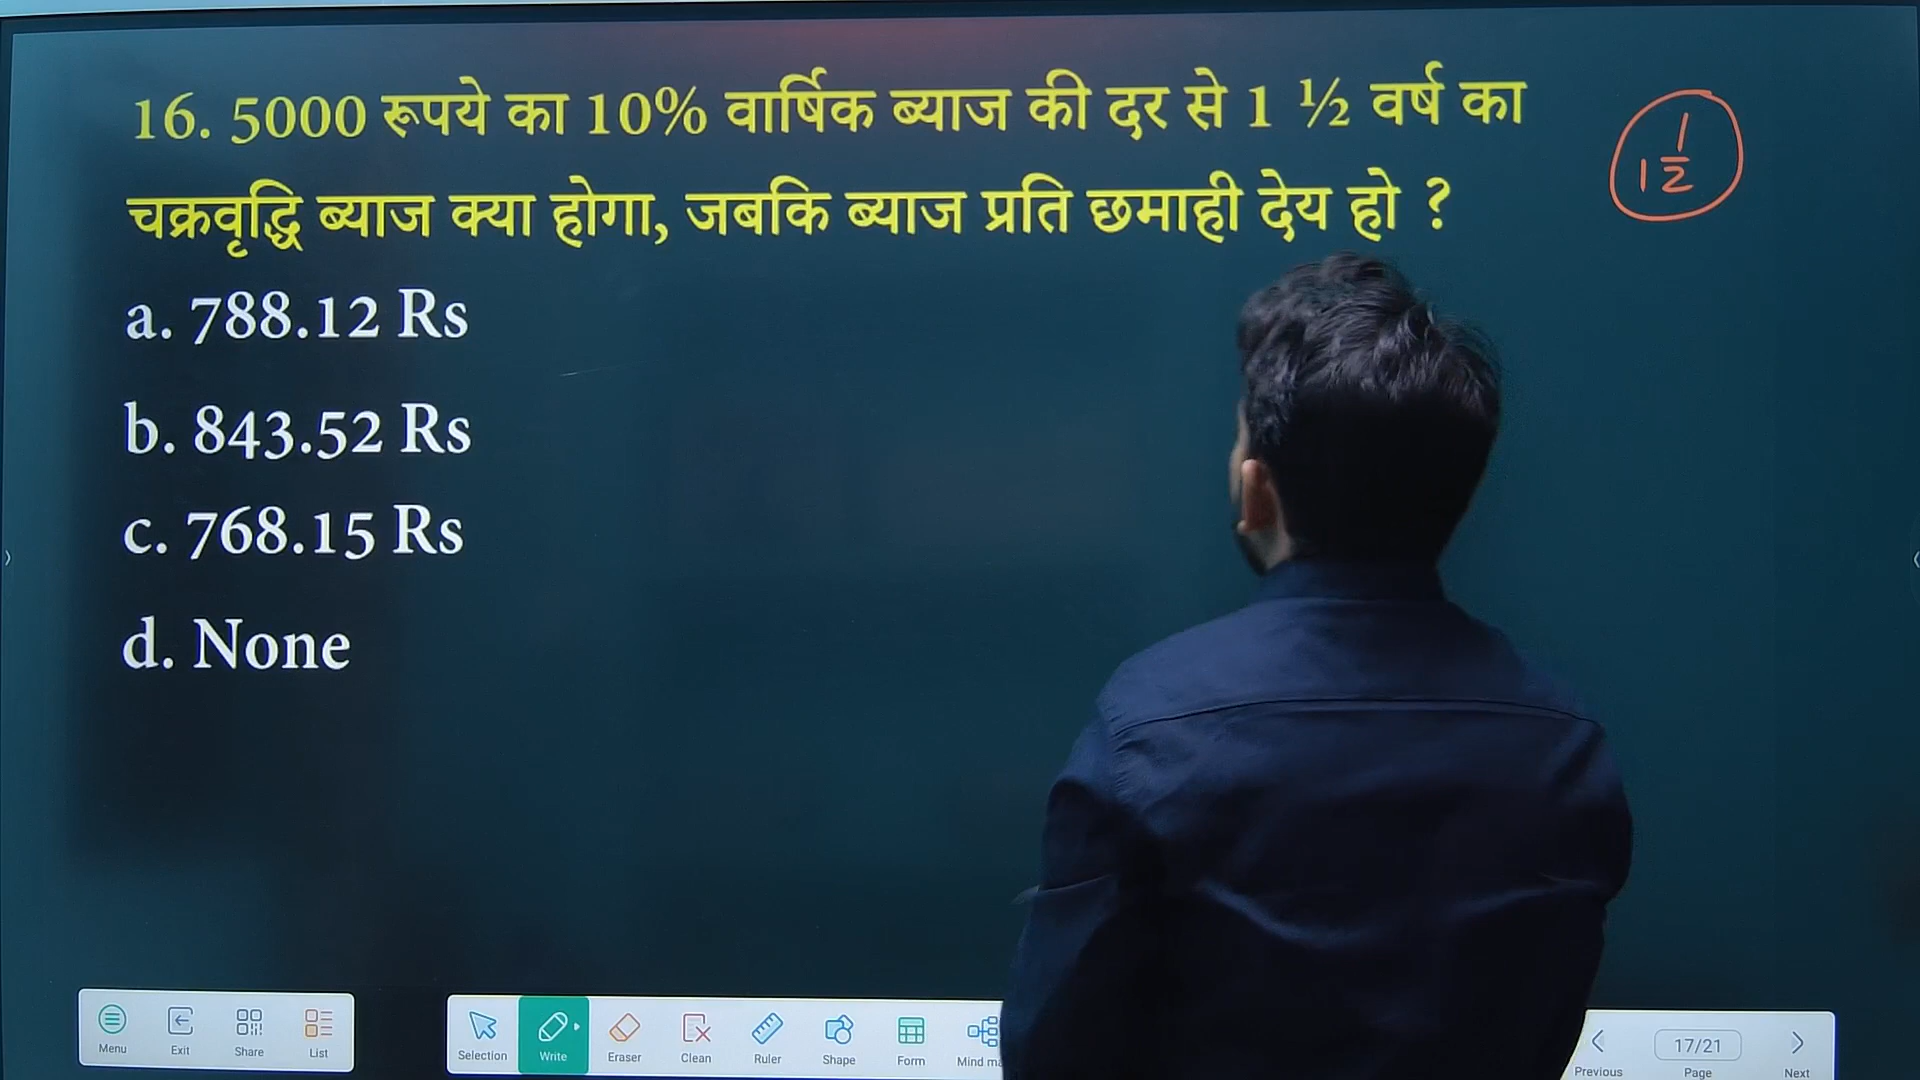 16. 5000 रूपये का 10% वार्षिक ब्याज की दर से 1 ½ वर्ष का
चक्रवृद्धि ब्याज क्या होगा, जबकि ब्याज प्रति छमाही देय हो ?
1 1/2
a. 788.12 Rs
b. 843.52 Rs
c. 768.15 Rs
d. None
Menu Exit Share List
Selection Write Eraser Clean Ruler Shape Form Mind
Previous 17/21 Page Next